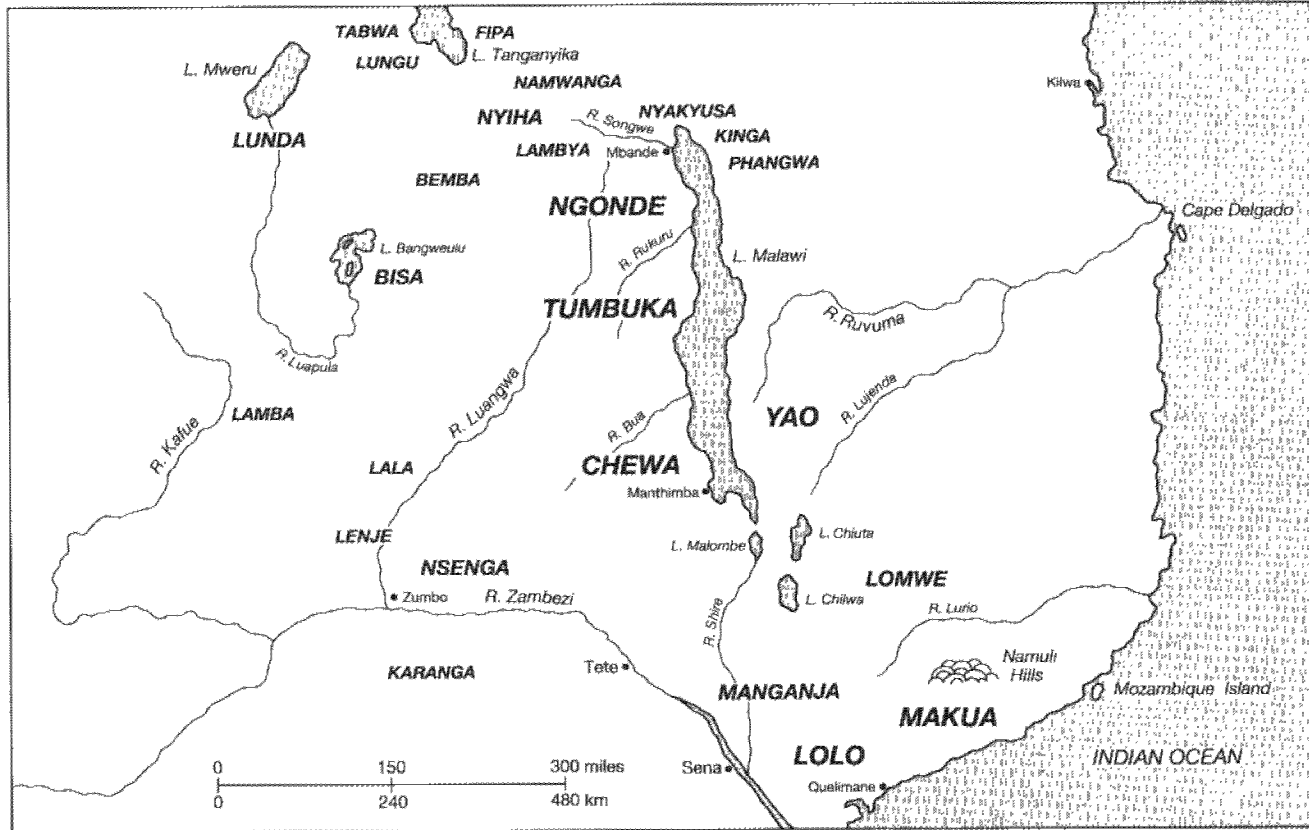 TABWA
FIPA
L. Tanganyika
LUNGU
L. Mweru
NAMWANGA
Kilwa
NYIHA
R. Songwe
NYAKYUSA
LUNDA
LAMBYA
Mbande
KINGA
PHANGWA
BEMBA
NGONDE
Cape Delgado
L. Bangweulu
BISA
R. Rukuru
L. Malawi
TUMBUKA
R. Ruvuma
R. Luapula
R. Luangwa
R. Lujenda
LAMBA
R. Kafue
R. Bua
YAO
LALA
CHEWA
Manthimba
LENJE
L. Malombe
L. Chiuta
NSENGA
LOMWE
Zumbo
R. Zambezi
L. Chilwa
R. Lurio
R. Shire
KARANGA
Tete
Namuli
Hills
MANGANJA
Mozambique Island
MAKUA
LOLO
INDIAN OCEAN
Sena
Quelimane
0 150 300 miles
0 240 480 km